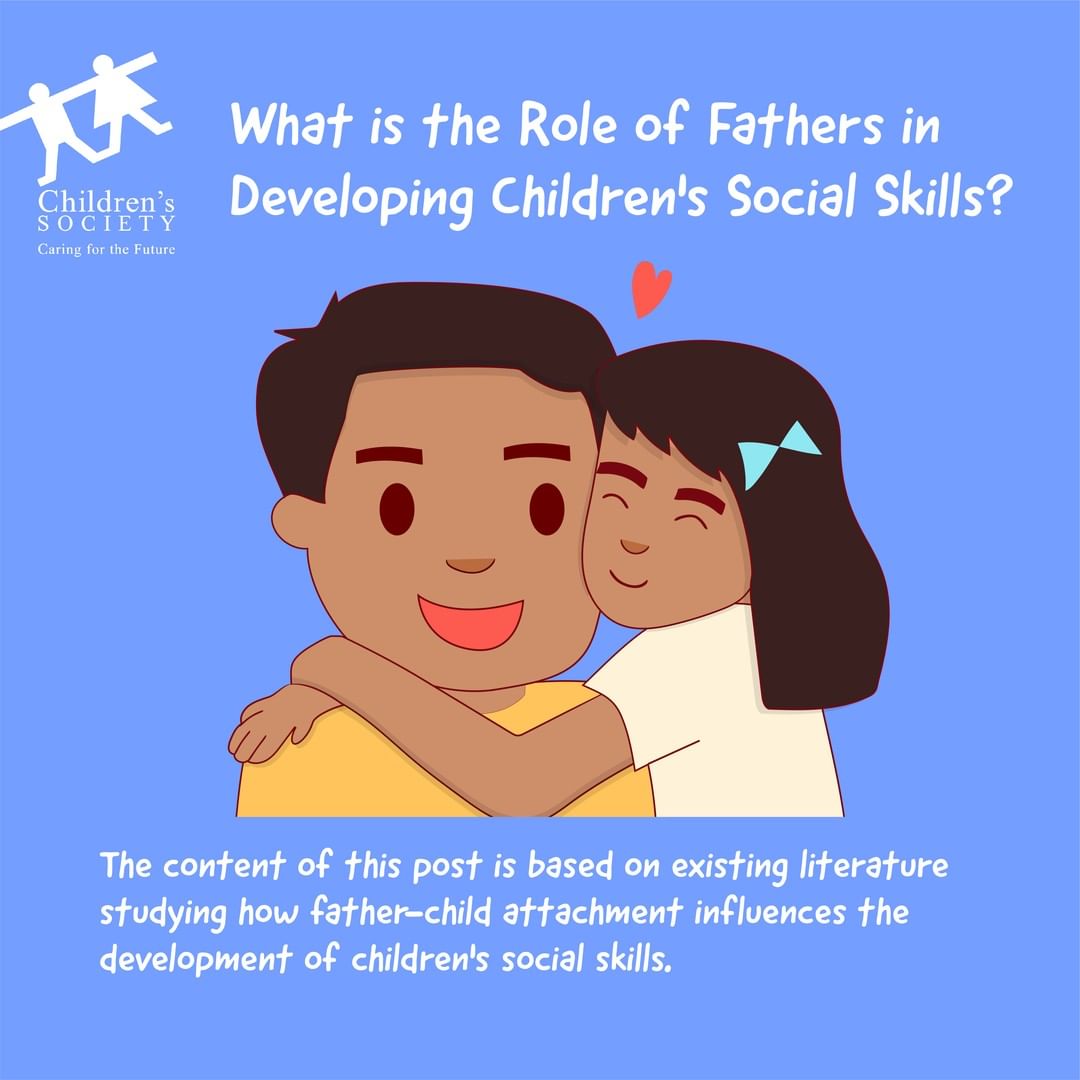 Children's
SOCIETY
Caring for the Future
What is the Role of Fathers in
Developing Children's Social Skills?
The content of this post is based on existing literature
studying how father-child attachment influences the
development of children's social skills.